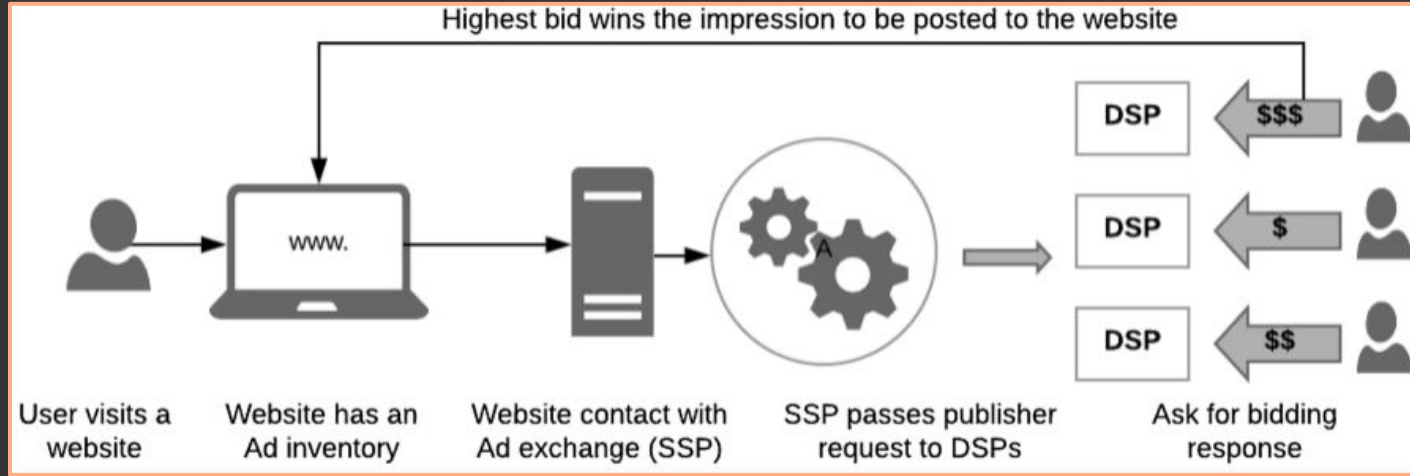 Highest bid wins the impression to be posted to the website
DSP
$$$
www.
A
DSP
$
DSP
$$
User visits a
website
Website has an
Ad inventory
Website contact with
Ad exchange (SSP)
SSP passes publisher
request to DSPs
Ask for bidding
response